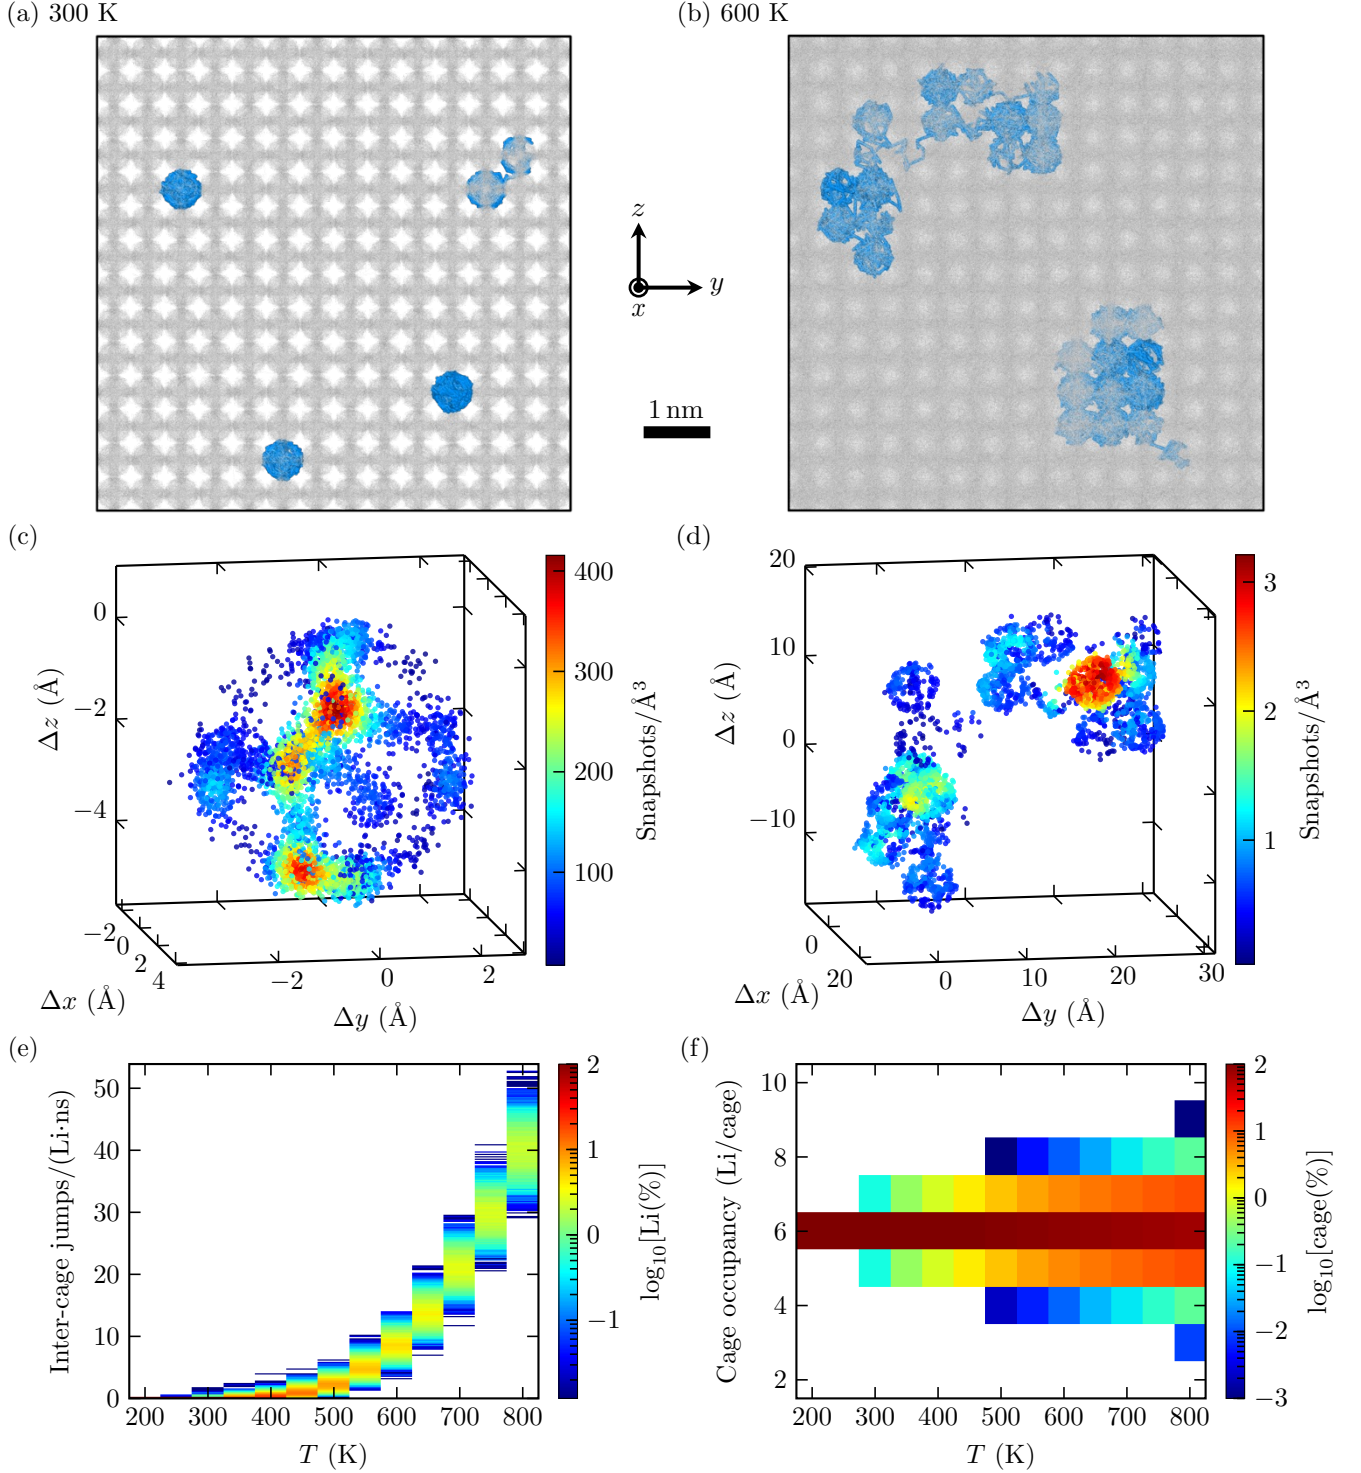 (a) 300 K
(b) 600 K
z
y
x
1 nm
(c)
0
−2
−4
Δz (Å)
−2
0
2
4
Δx (Å)
−2
0
2
Δy (Å)
400
300
200
100
Snapshots/Å³
(d)
20
10
0
−10
Δz (Å)
0
20
Δx (Å)
0
10
20
30
Δy (Å)
3
2
1
Snapshots/Å³
(e)
50
40
30
20
10
0
Inter-cage jumps/(Li·ns)
200 300 400 500 600 700 800
T (K)
2
1
0
−1
log₁₀[Li(%)]
(f)
10
8
6
4
2
Cage occupancy (Li/cage)
200 300 400 500 600 700 800
T (K)
2
1
0
−1
−2
−3
log₁₀[cage(%)]